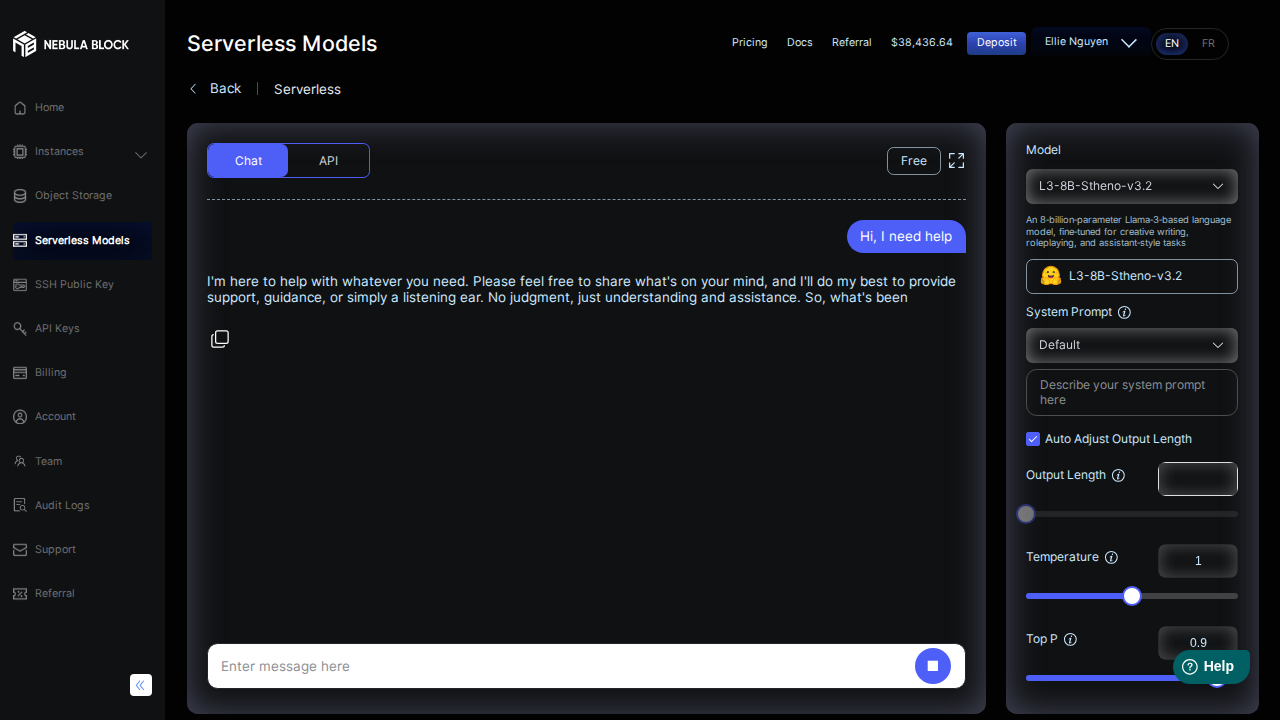 NEBULA BLOCK
Home
Instances
Object Storage
Serverless Models
SSH Public Key
API Keys
Billing
Account
Team
Audit Logs
Support
Referral
Serverless Models
Pricing
Docs
Referral
$38,436.64
Deposit
Ellie Nguyen
EN
FR
Back
Serverless
Chat
API
Free
Hi, I need help
I'm here to help with whatever you need. Please feel free to share what's on your mind, and I'll do my best to provide
support, guidance, or simply a listening ear. No judgment, just understanding and assistance. So, what's been
Enter message here
Model
L3-8B-Stheno-v3.2
An 8-billion-parameter Llama-3-based language
model, fine-tuned for creative writing,
roleplaying, and assistant-style tasks
L3-8B-Stheno-v3.2
System Prompt
Default
Describe your system prompt
here
Auto Adjust Output Length
Output Length
Temperature
1
Top P
0.9
Help